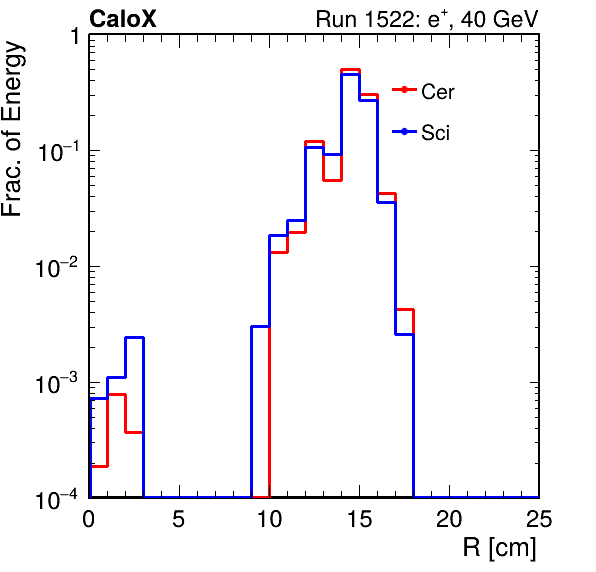 CaloX Run 1522: e⁺, 40 GeV
Frac. of Energy
1
10⁻¹
10⁻²
10⁻³
10⁻⁴
Cer
Sci
0 5 10 15 20 25
R [cm]